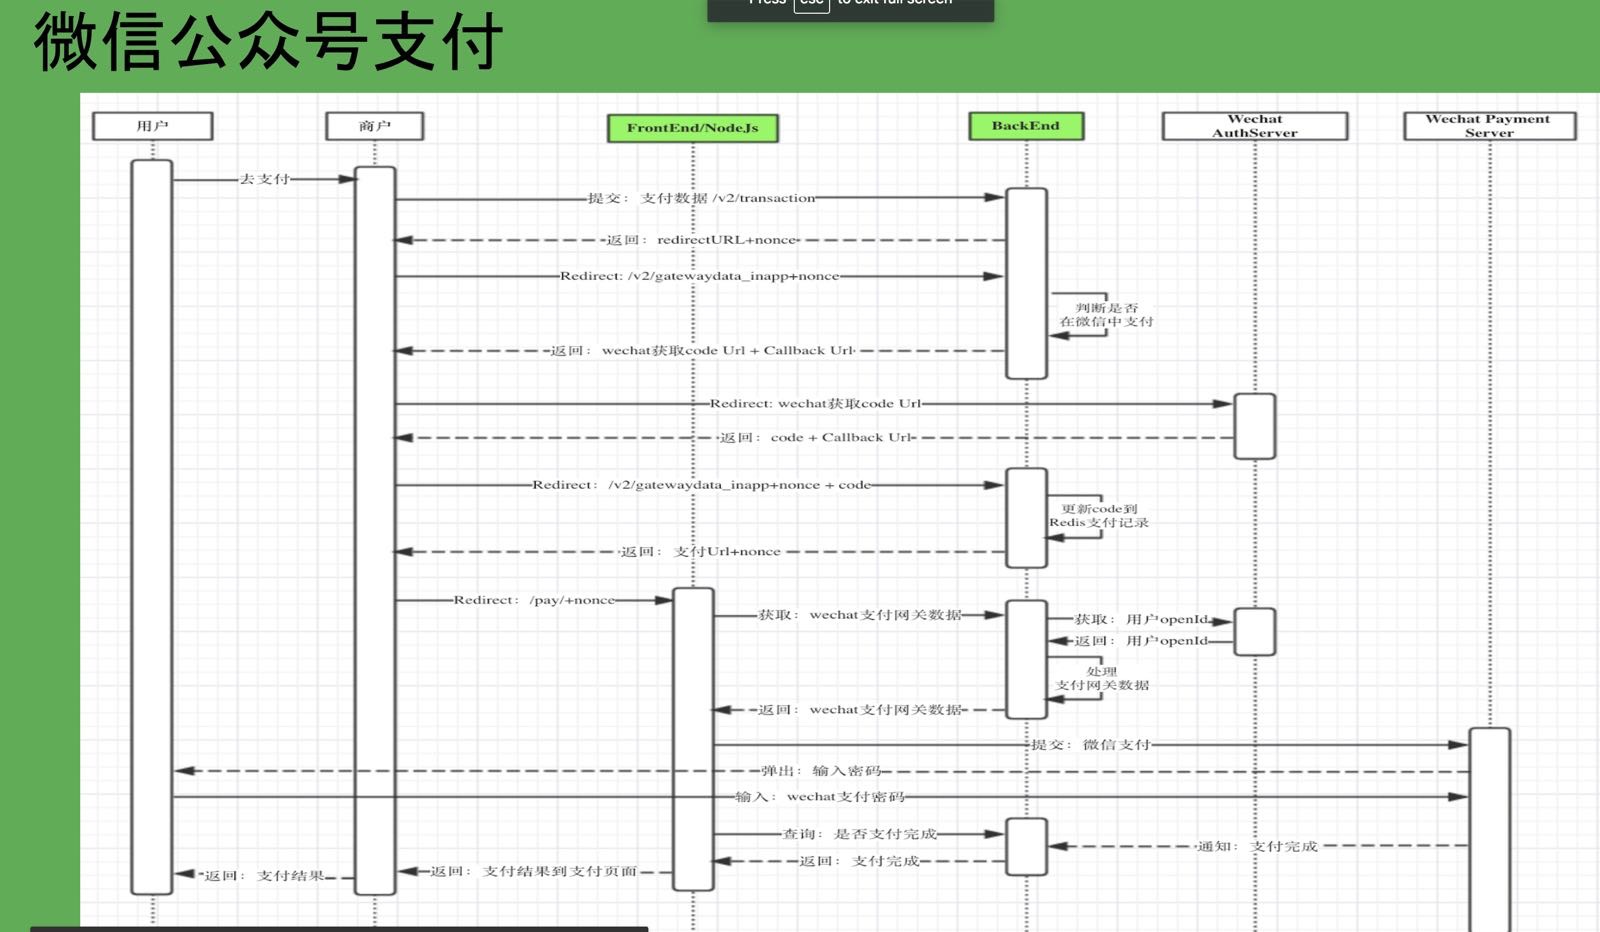 Press esc to exit full screen
微信公众号支付
用户
商户
FrontEnd/NodeJs
BackEnd
Wechat
AuthServer
Wechat Payment
Server
去支付
提交：支付数据 /v2/transaction
返回：redirectURL+nonce
Redirect: /v2/gatewaydata_inapp+nonce
判断是否
在微信中支付
返回：wechat获取code Url + Callback Url
Redirect: wechat获取code Url
返回：code + Callback Url
Redirect：/v2/gatewaydata_inapp+nonce + code
更新code到
Redis支付记录
返回：支付Url+nonce
Redirect：/pay/+nonce
获取：wechat支付网关数据
获取：用户openId
返回：用户openId
处理
支付网关数据
返回：wechat支付网关数据
提交：微信支付
弹出：输入密码
输入：wechat支付密码
查询：是否支付完成
通知：支付完成
返回：支付完成
返回：支付结果到支付页面
返回：支付结果